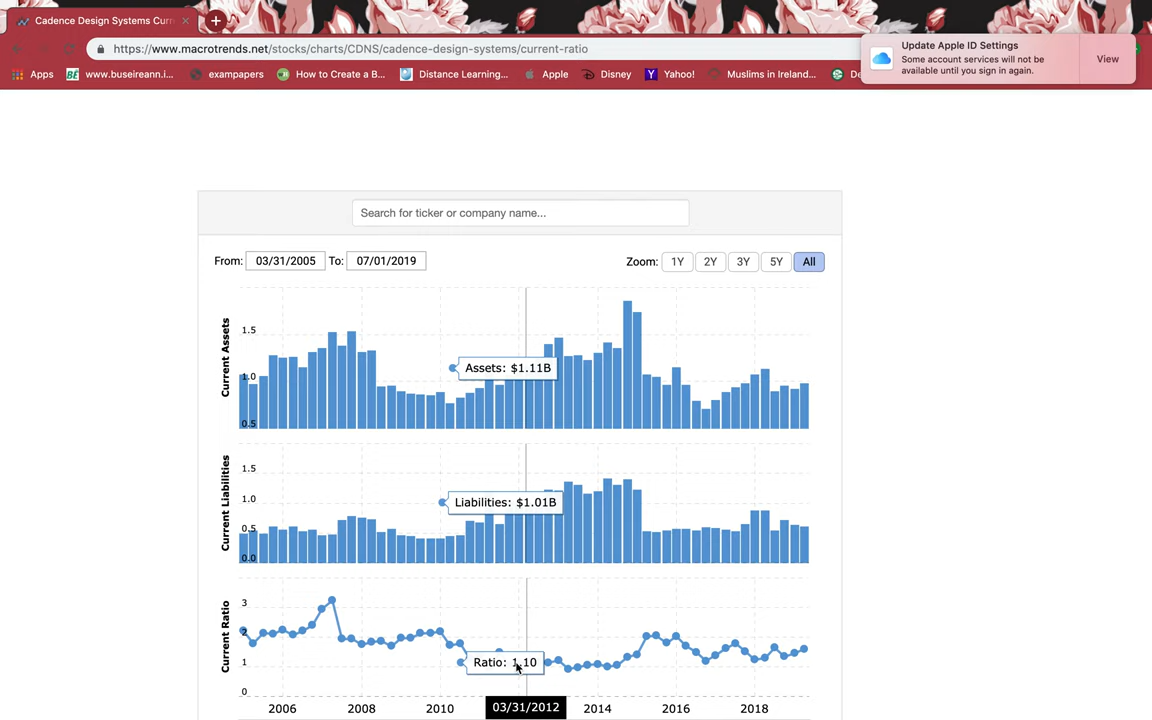 Cadence Design Systems Curr
https://www.macrotrends.net/stocks/charts/CDNS/cadence-design-systems/current-ratio
Update Apple ID Settings
Some account services will not be
available until you sign in again.
View
Apps
BÉ
www.buseireann.i...
exampapers
How to Create a B...
Distance Learning...
Apple
Disney
Y
Yahoo!
Muslims in Ireland...
De
Search for ticker or company name...
From: 03/31/2005 To: 07/01/2019
Zoom: 1Y 2Y 3Y 5Y All
Current Assets
1.5
1.0
0.5
Assets: $1.11B
Current Liabilities
1.5
1.0
0.5
0.0
Liabilities: $1.01B
Current Ratio
3
2
1
0
Ratio: 1.10
2006 2008 2010 03/31/2012 2014 2016 2018